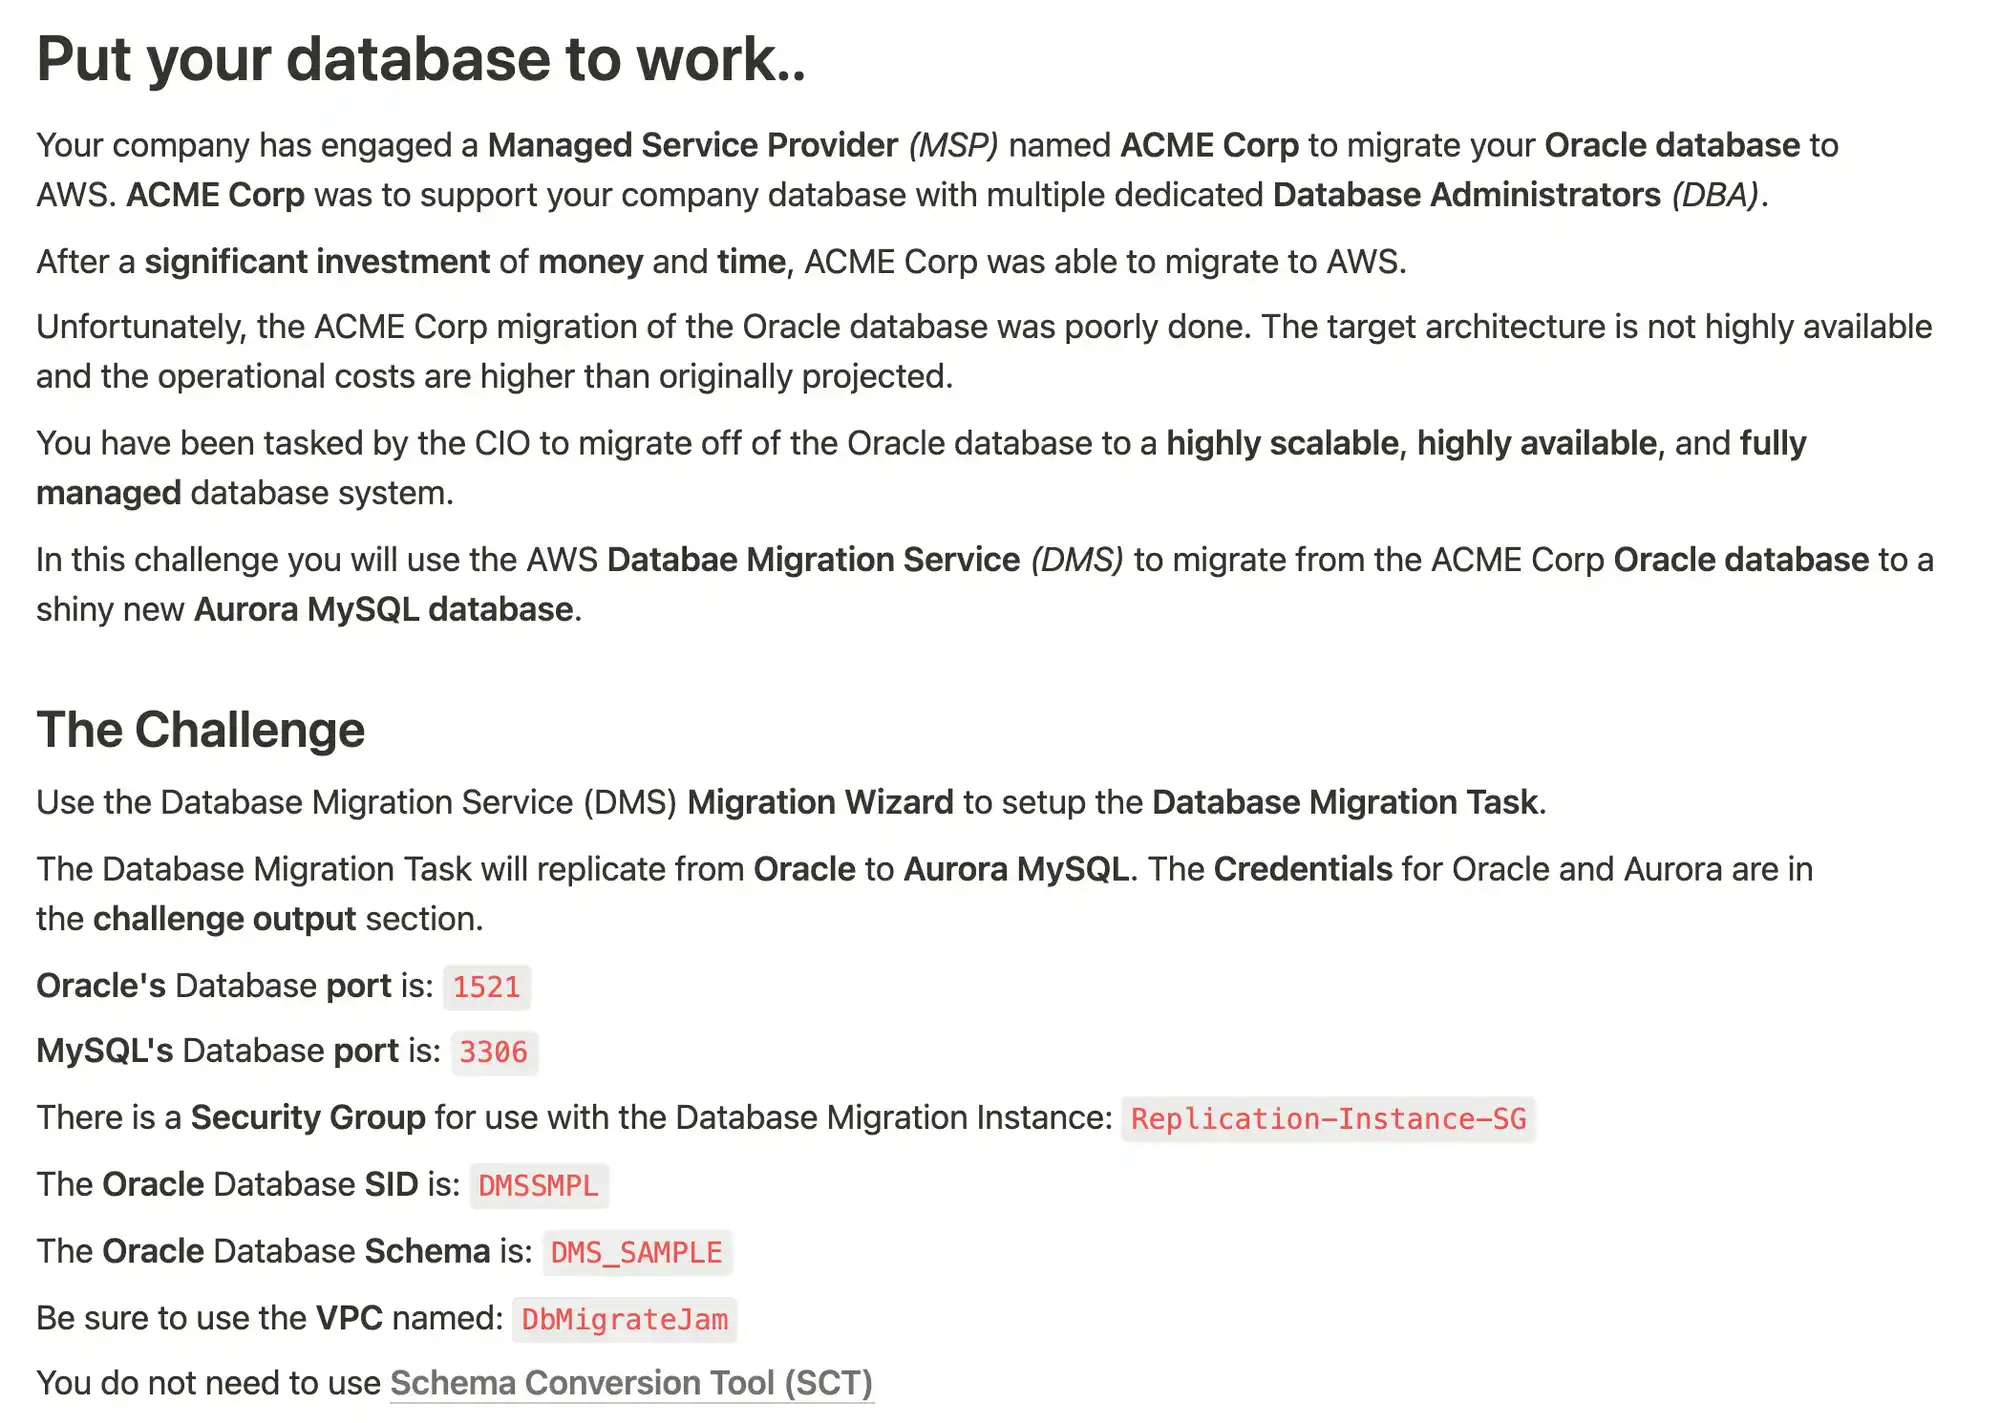 Put your database to work..
Your company has engaged a Managed Service Provider (MSP) named ACME Corp to migrate your Oracle database to
AWS. ACME Corp was to support your company database with multiple dedicated Database Administrators (DBA).
After a significant investment of money and time, ACME Corp was able to migrate to AWS.
Unfortunately, the ACME Corp migration of the Oracle database was poorly done. The target architecture is not highly available
and the operational costs are higher than originally projected.
You have been tasked by the CIO to migrate off of the Oracle database to a highly scalable, highly available, and fully
managed database system.
In this challenge you will use the AWS Databae Migration Service (DMS) to migrate from the ACME Corp Oracle database to a
shiny new Aurora MySQL database.
The Challenge
Use the Database Migration Service (DMS) Migration Wizard to setup the Database Migration Task.
The Database Migration Task will replicate from Oracle to Aurora MySQL. The Credentials for Oracle and Aurora are in
the challenge output section.
Oracle's Database port is: 1521
MySQL's Database port is: 3306
There is a Security Group for use with the Database Migration Instance: Replication-Instance-SG
The Oracle Database SID is: DMSSMPL
The Oracle Database Schema is: DMS_SAMPLE
Be sure to use the VPC named: DbMigrateJam
You do not need to use Schema Conversion Tool (SCT)